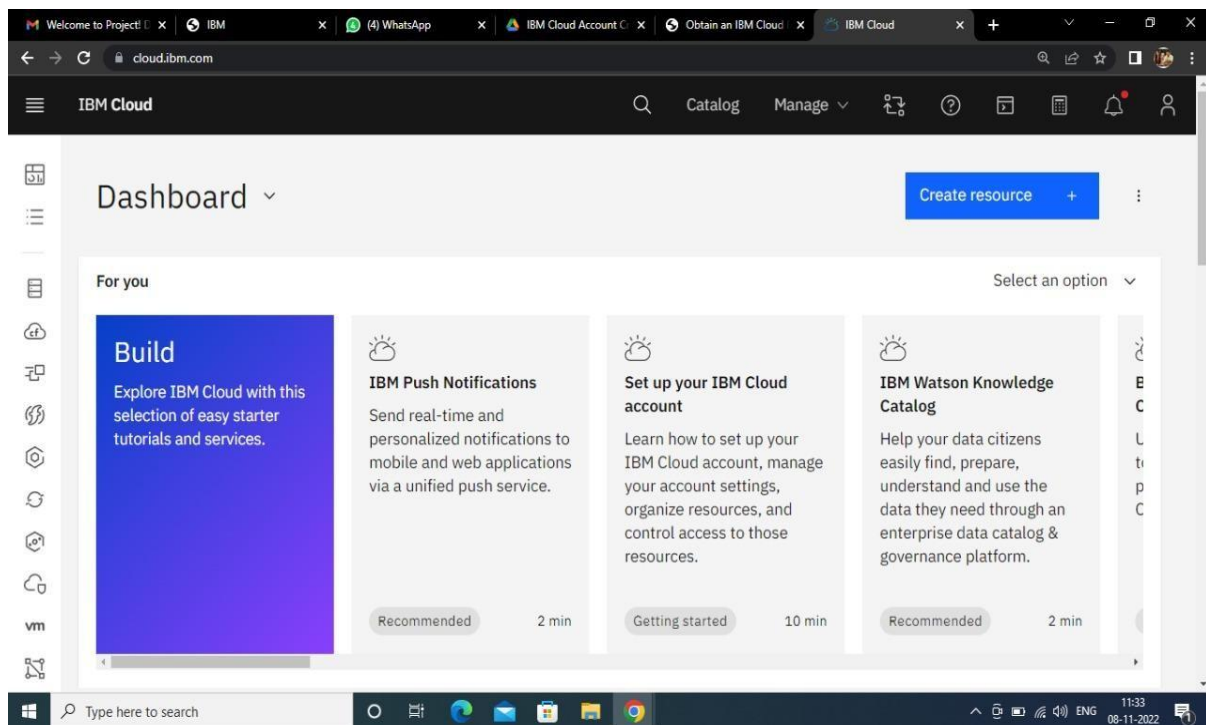 Welcome to Project! D
IBM
(4) WhatsApp
IBM Cloud Account C
Obtain an IBM Cloud
IBM Cloud
cloud.ibm.com
IBM Cloud
Catalog
Manage
Dashboard
Create resource +
For you
Select an option
Build
Explore IBM Cloud with this
selection of easy starter
tutorials and services.
IBM Push Notifications
Send real-time and
personalized notifications to
mobile and web applications
via a unified push service.
Recommended
2 min
Set up your IBM Cloud
account
Learn how to set up your
IBM Cloud account, manage
your account settings,
organize resources, and
control access to those
resources.
Getting started
10 min
IBM Watson Knowledge
Catalog
Help your data citizens
easily find, prepare,
understand and use the
data they need through an
enterprise data catalog &
governance platform.
Recommended
2 min
vm
Type here to search
ENG
11:33
08-11-2022